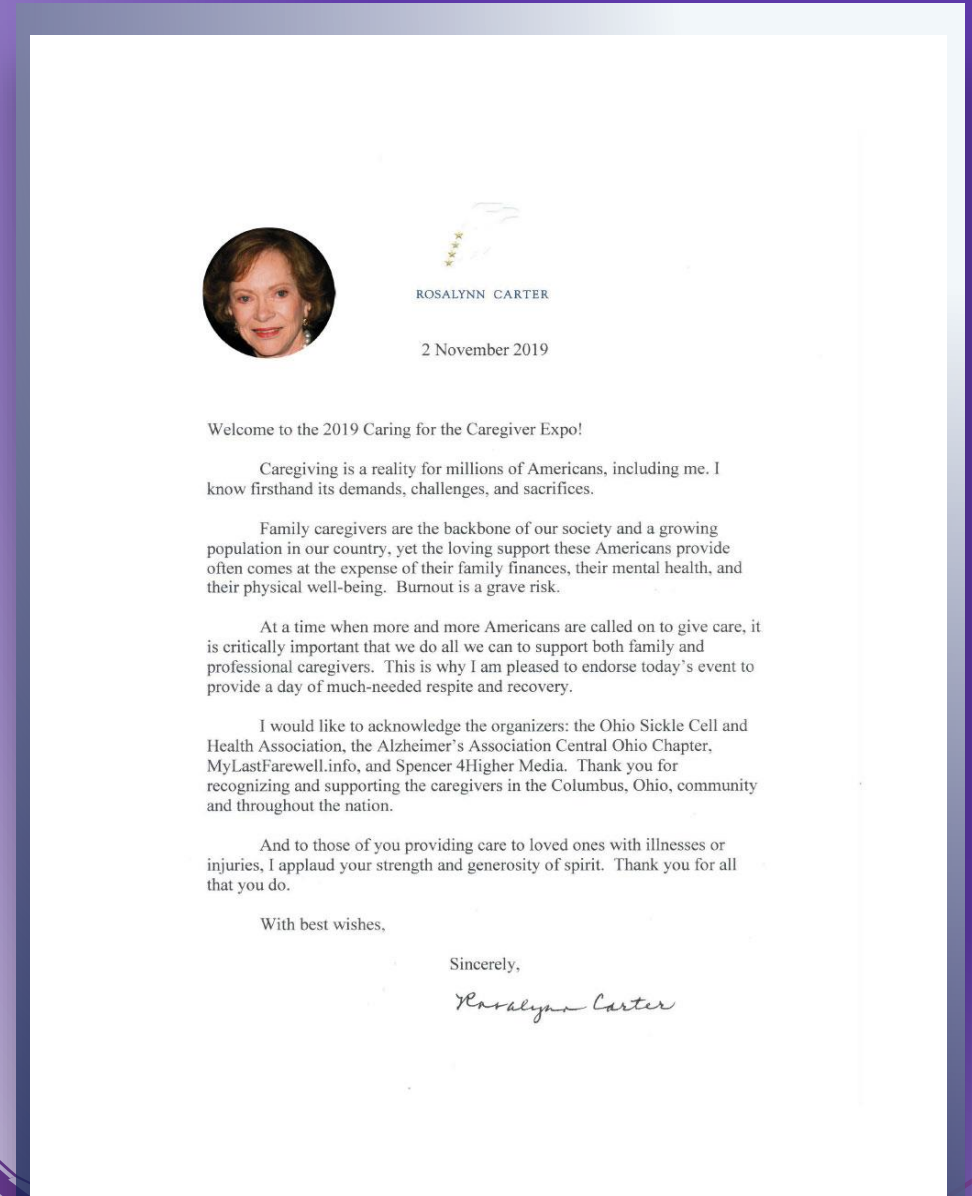 ROSALYNN CARTER
2 November 2019
Welcome to the 2019 Caring for the Caregiver Expo!
Caregiving is a reality for millions of Americans, including me. I
know firsthand its demands, challenges, and sacrifices.
Family caregivers are the backbone of our society and a growing
population in our country, yet the loving support these Americans provide
often comes at the expense of their family finances, their mental health, and
their physical well-being.  Burnout is a grave risk.
At a time when more and more Americans are called on to give care, it
is critically important that we do all we can to support both family and
professional caregivers.  This is why I am pleased to endorse today's event to
provide a day of much-needed respite and recovery.
I would like to acknowledge the organizers: the Ohio Sickle Cell and
Health Association, the Alzheimer's Association Central Ohio Chapter,
MyLastFarewell.info, and Spencer 4Higher Media.  Thank you for
recognizing and supporting the caregivers in the Columbus, Ohio, community
and throughout the nation.
And to those of you providing care to loved ones with illnesses or
injuries, I applaud your strength and generosity of spirit.  Thank you for all
that you do.
With best wishes,
Sincerely,
Rosalynn Carter